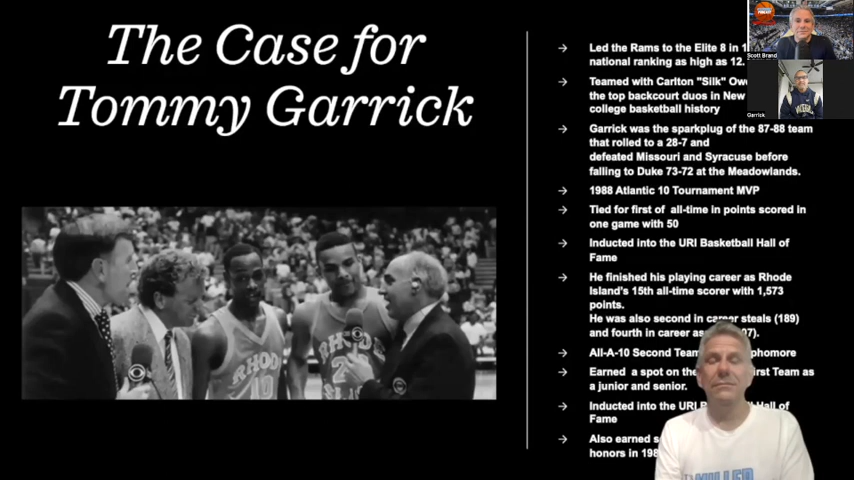 The Case for
Tommy Garrick
→ Led the Rams to the Elite 8 in
national ranking as high as 12.
→ Teamed with Carlton "Silk"
the top backcourt duos in New
college basketball history
→ Garrick was the sparkplug of the 87-88 team
that rolled to a 28-7 and
defeated Missouri and Syracuse before
falling to Duke 73-72 at the Meadowlands.
→ 1988 Atlantic 10 Tournament MVP
→ Tied for first of all-time in points scored in
one game with 50
→ Inducted into the URI Basketball Hall of
Fame
→ He finished his playing career as Rhode
Island's 15th all-time scorer with 1,573
points.
He was also second in career steals (189)
and fourth in career
→ All-A-10 Second Team
→ Earned a spot on the First Team as
a junior and senior.
→ Inducted into the URI Hall of
Fame
→ Also earned
honors in
Scott Brand
Garrick
RHODE
10
RHODE